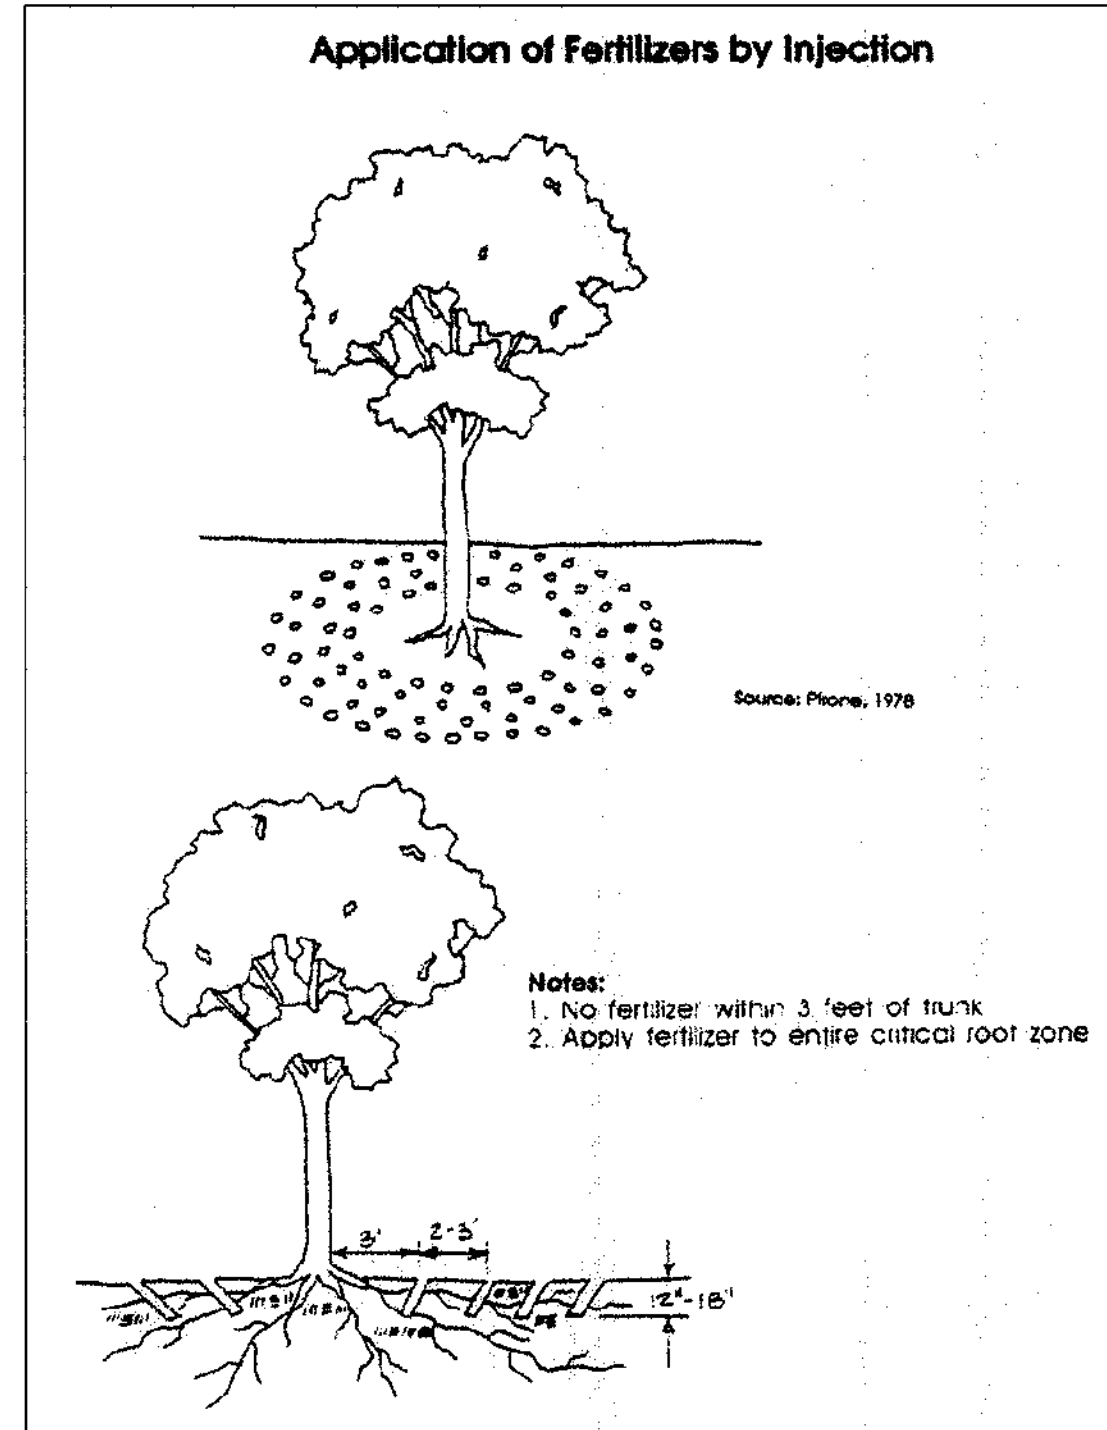 Application of Fertilizers by Injection
Source: Pirone, 1978
Notes:
1. No fertilizer within 3 feet of trunk
2. Apply fertilizer to entire critical root zone
3' 2-3'
12"-18"